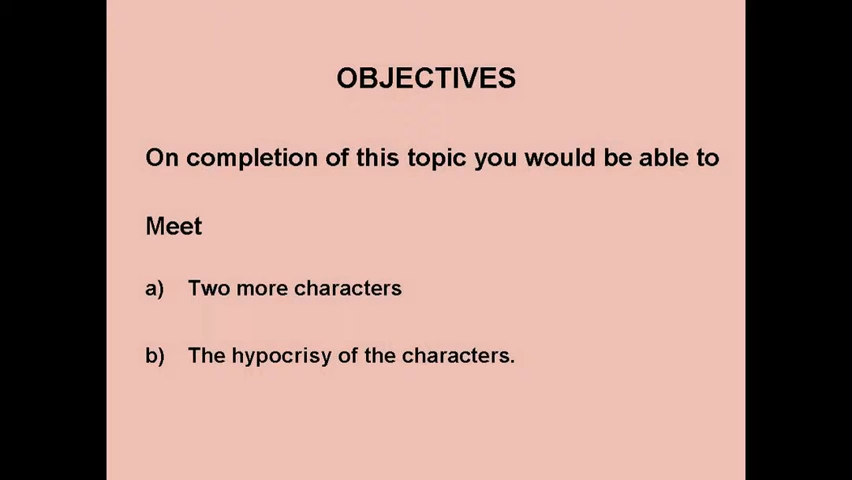 OBJECTIVES
On completion of this topic you would be able to
Meet
a) Two more characters
b) The hypocrisy of the characters.